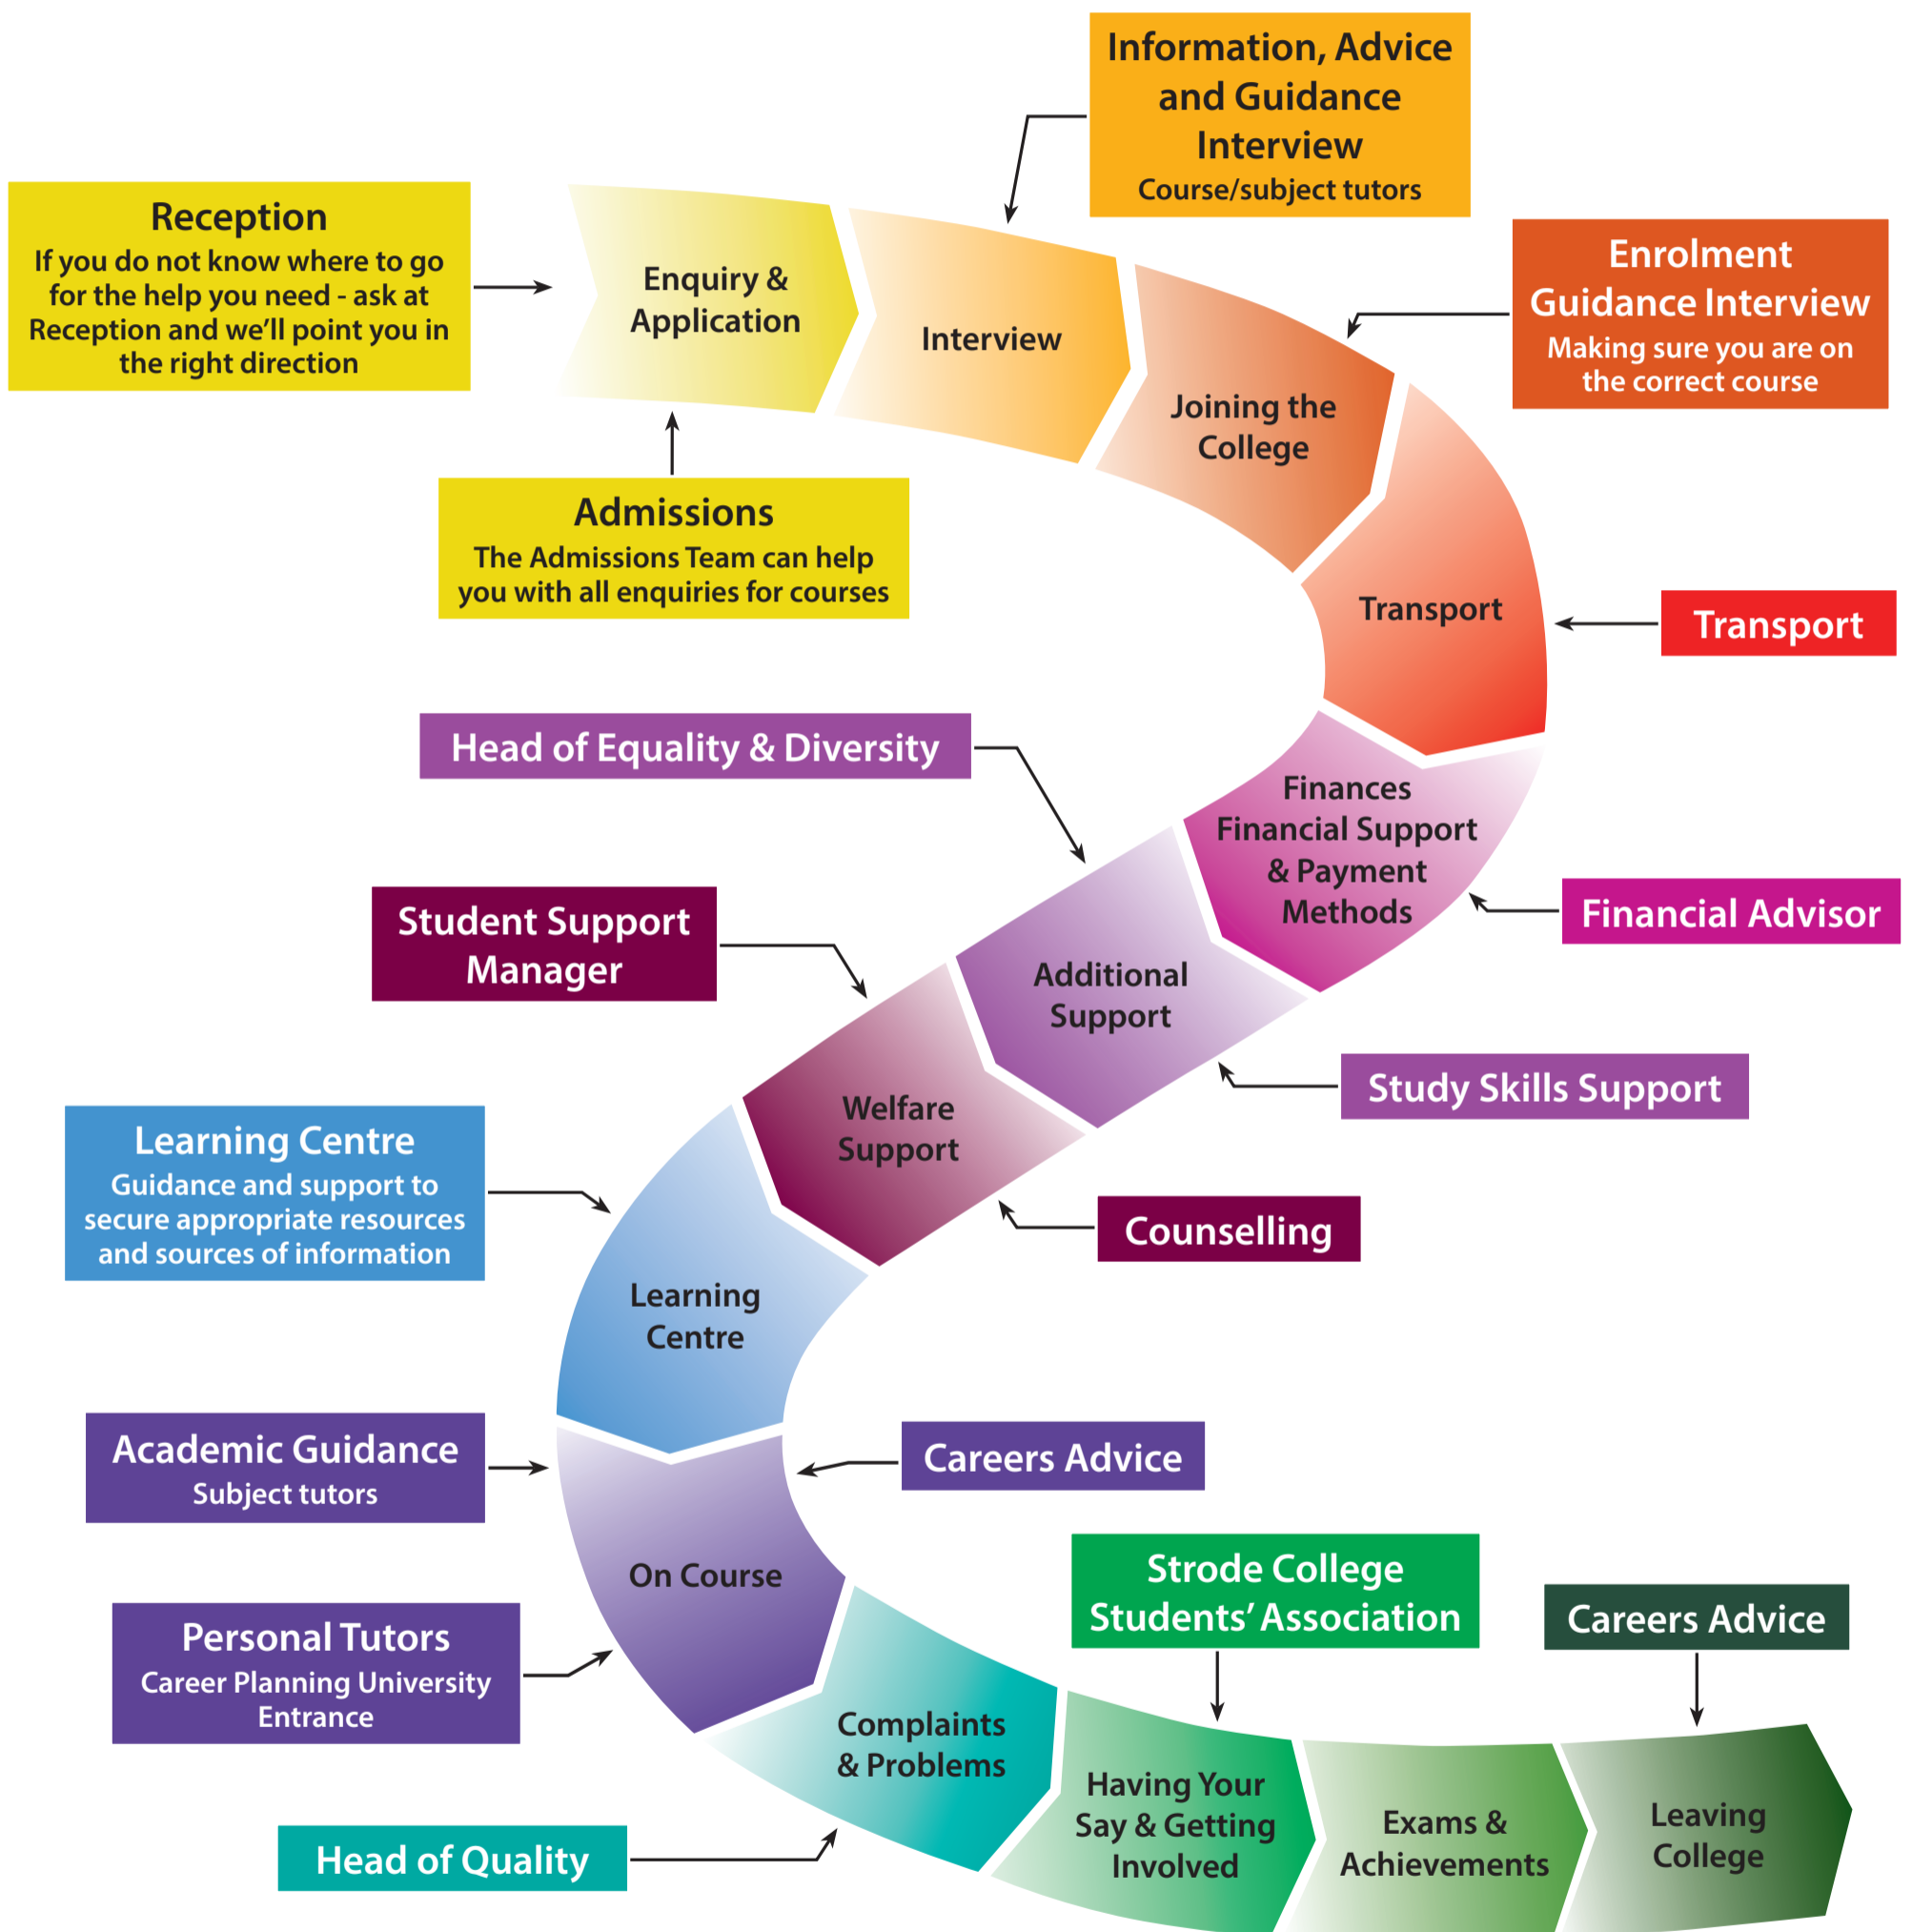 Information, Advice
and Guidance
Interview
Course/subject tutors
Reception
If you do not know where to go
for the help you need - ask at
Reception and we’ll point you in
the right direction
Enquiry &
Application
Interview
Enrolment
Guidance Interview
Making sure you are on
the correct course
Joining the
College
Admissions
The Admissions Team can help
you with all enquiries for courses
Transport
Transport
Head of Equality & Diversity
Finances
Financial Support
& Payment
Methods
Financial Advisor
Student Support
Manager
Additional
Support
Study Skills Support
Welfare
Support
Learning Centre
Guidance and support to
secure appropriate resources
and sources of information
Counselling
Learning
Centre
Academic Guidance
Subject tutors
Careers Advice
On Course
Strode College
Students’ Association
Careers Advice
Personal Tutors
Career Planning University
Entrance
Complaints
& Problems
Having Your
Say & Getting
Involved
Exams &
Achievements
Leaving
College
Head of Quality